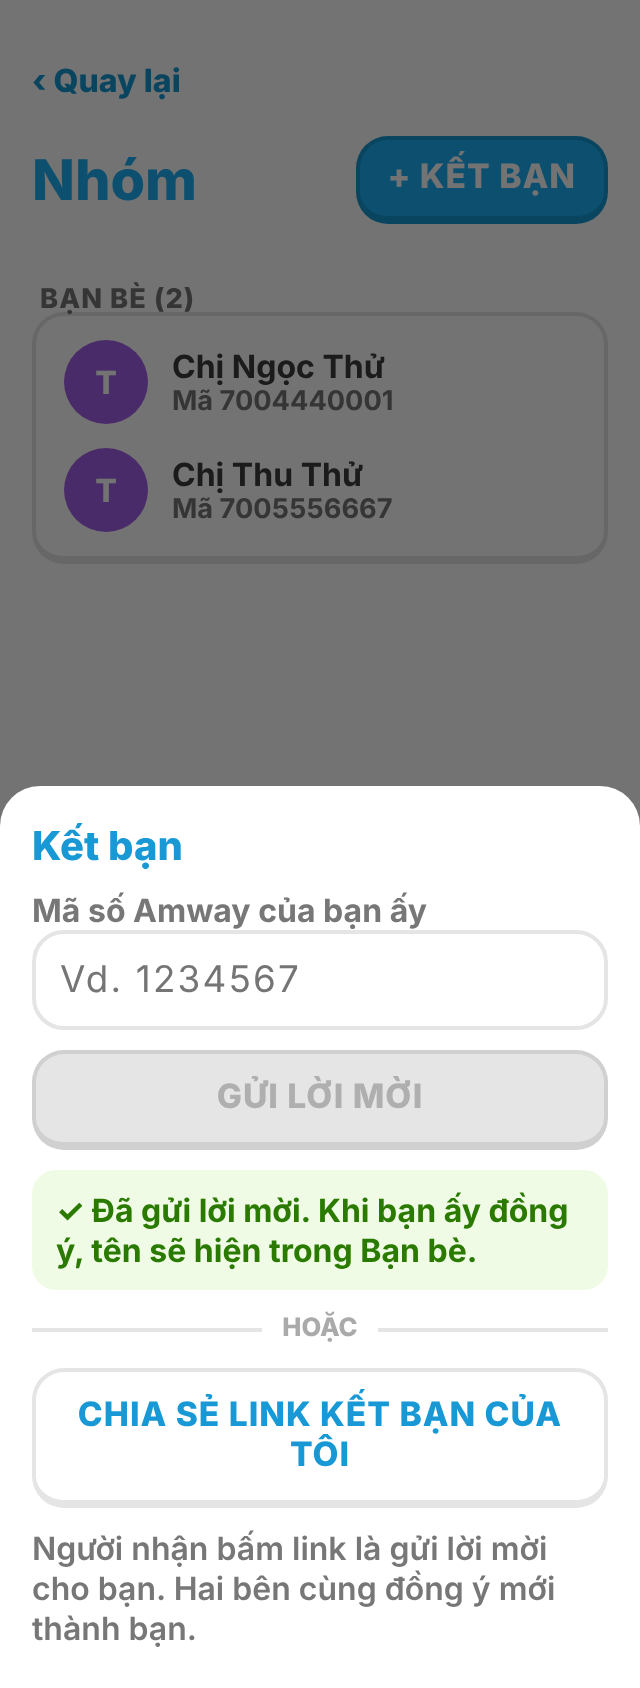 ‹ Quay lại
Nhóm
+ KẾT BẠN
BẠN BÈ (2)
T
Chị Ngọc Thử
Mã 7004440001
T
Chị Thu Thử
Mã 7005556667
Kết bạn
Mã số Amway của bạn ấy
Vd. 1234567
GỬI LỜI MỜI
✓ Đã gửi lời mời. Khi bạn ấy đồng
ý, tên sẽ hiện trong Bạn bè.
HOẶC
CHIA SẺ LINK KẾT BẠN CỦA
TÔI
Người nhận bấm link là gửi lời mời
cho bạn. Hai bên cùng đồng ý mới
thành bạn.